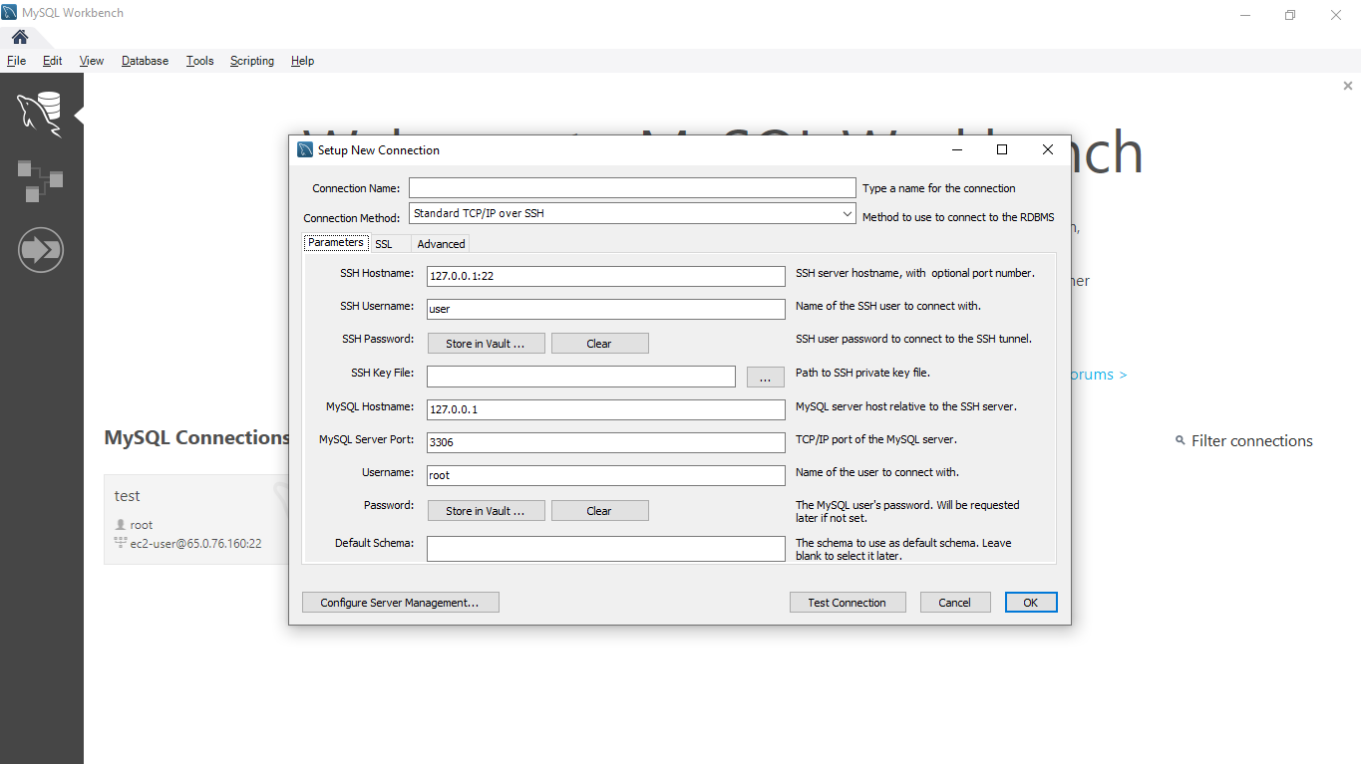 MySQL Workbench
File Edit View Database Tools Scripting Help
Welcome to MySQL Workbench
Setup New Connection
Connection Name: Type a name for the connection
Connection Method: Standard TCP/IP over SSH Method to use to connect to the RDBMS
Parameters SSL Advanced
SSH Hostname: 127.0.0.1:22 SSH server hostname, with optional port number.
SSH Username: user Name of the SSH user to connect with.
SSH Password: Store in Vault ... Clear SSH user password to connect to the SSH tunnel.
SSH Key File: ... Path to SSH private key file.
MySQL Hostname: 127.0.0.1 MySQL server host relative to the SSH server.
MySQL Server Port: 3306 TCP/IP port of the MySQL server.
Username: root Name of the user to connect with.
Password: Store in Vault ... Clear The MySQL user's password. Will be requested
later if not set.
Default Schema: The schema to use as default schema. Leave
blank to select it later.
Configure Server Management... Test Connection Cancel OK
orums >
MySQL Connections
Filter connections
test
root
ec2-user@65.0.76.160:22